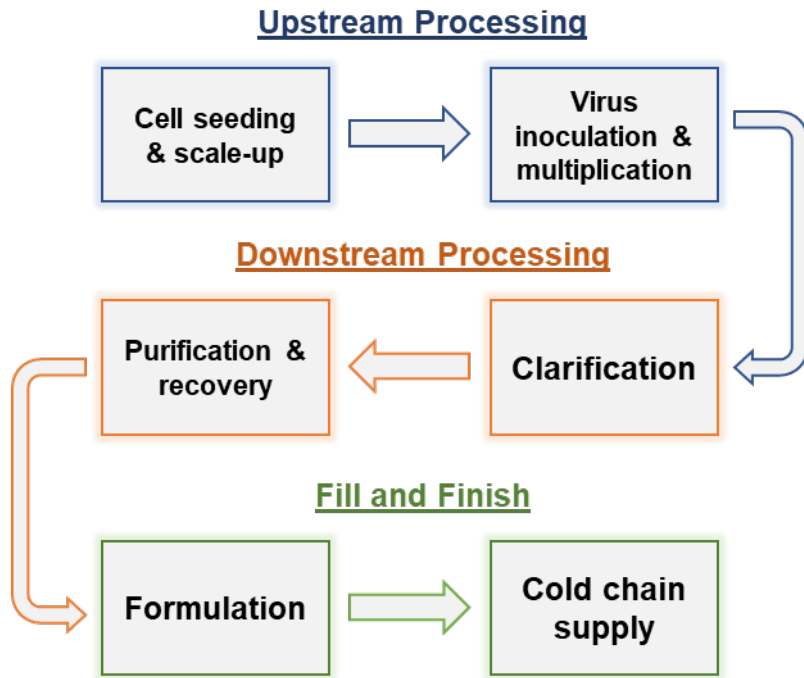 Upstream Processing
Cell seeding
& scale-up
Virus
inoculation &
multiplication
Downstream Processing
Purification &
recovery
Clarification
Fill and Finish
Formulation
Cold chain
supply